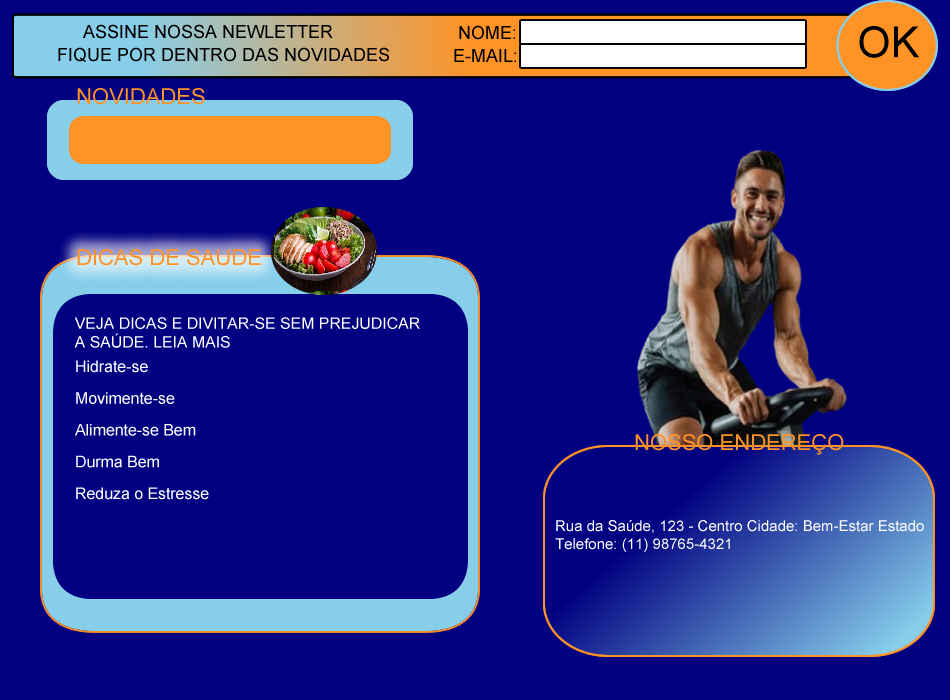 ASSINE NOSSA NEWLETTER
FIQUE POR DENTRO DAS NOVIDADES
NOME:
E-MAIL:
OK
NOVIDADES
DICAS DE SAUDE
VEJA DICAS E DIVITAR-SE SEM PREJUDICAR
A SAÚDE. LEIA MAIS
Hidrate-se
Movimente-se
Alimente-se Bem
Durma Bem
Reduza o Estresse
NOSSO ENDEREÇO
Rua da Saúde, 123 - Centro Cidade: Bem-Estar Estado
Telefone: (11) 98765-4321